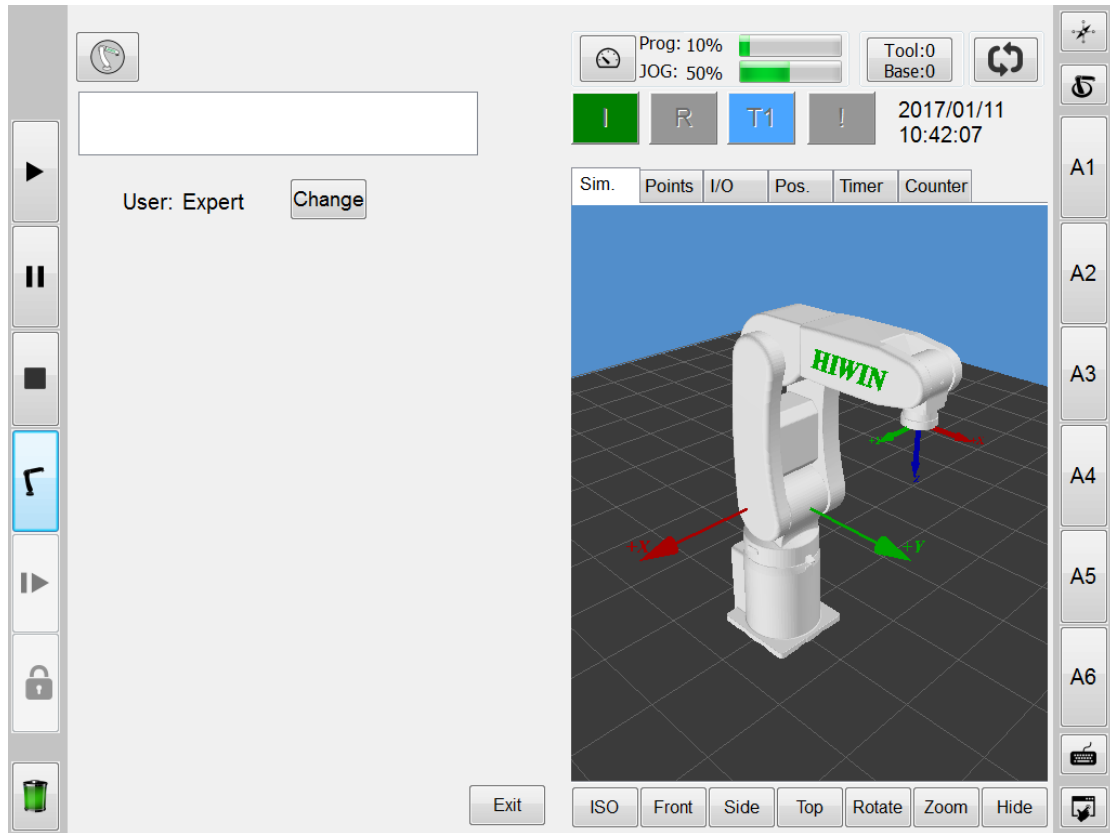 Prog: 10%
JOG: 50%
Tool:0
Base:0
I
R
T1
!
2017/01/11
10:42:07
User: Expert
Change
Sim.
Points
I/O
Pos.
Timer
Counter
HIWIN
+X
+Y
+Y
+X
Z
A1
A2
A3
A4
A5
A6
Exit
ISO
Front
Side
Top
Rotate
Zoom
Hide